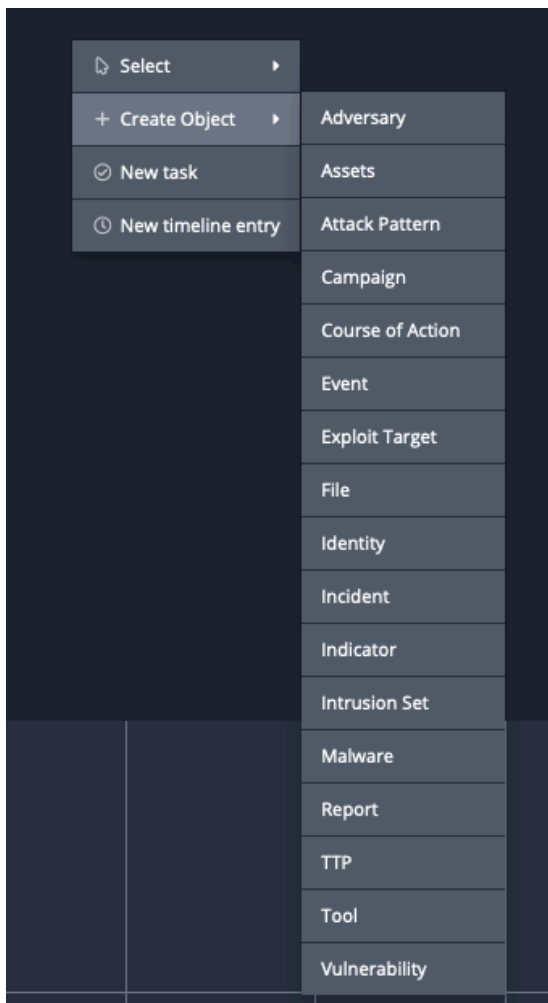 Select
Create Object
New task
New timeline entry
Adversary
Assets
Attack Pattern
Campaign
Course of Action
Event
Exploit Target
File
Identity
Incident
Indicator
Intrusion Set
Malware
Report
TTP
Tool
Vulnerability